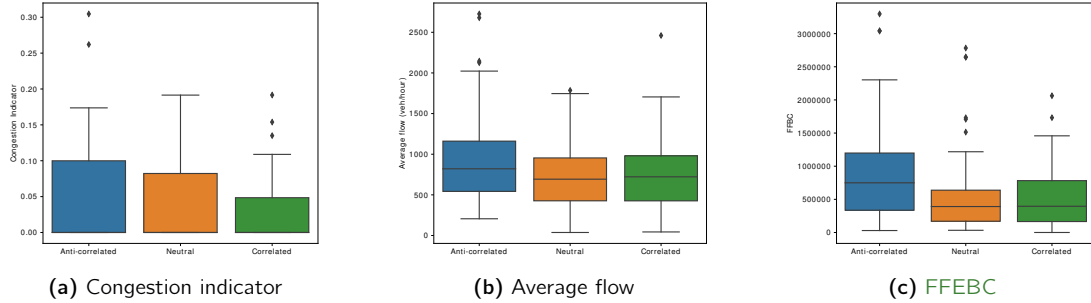 0.30
0.25
0.20
0.15
0.10
0.05
0.00
Congestion Indicator
Anti-correlated Neutral Correlated
(a) Congestion indicator
2500
2000
1500
1000
500
0
Average flow (veh/hour)
Anti-correlated Neutral Correlated
(b) Average flow
3000000
2500000
2000000
1500000
1000000
500000
0
FFBC
Anti-correlated Neutral Correlated
(c) FFEBC